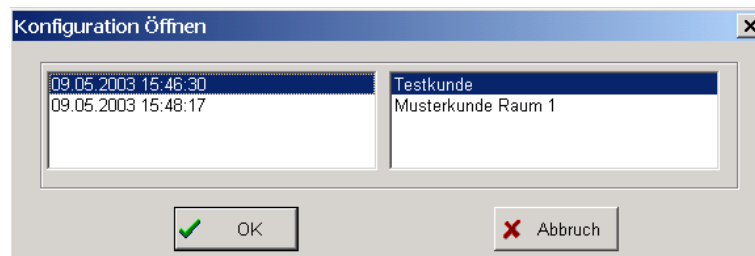 Konfiguration Öffnen
09.05.2003 15:46:30 Testkunde
09.05.2003 15:48:17 Musterkunde Raum 1
OK Abbruch